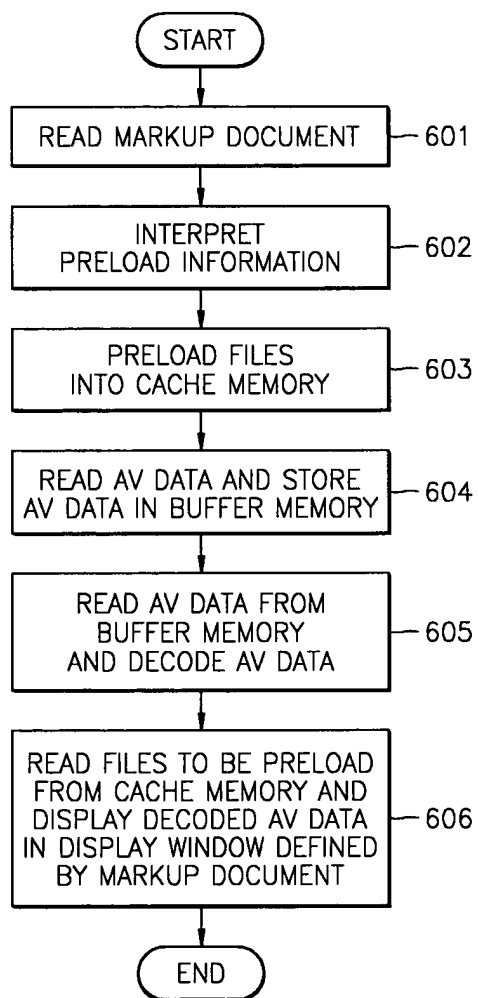 START
READ MARKUP DOCUMENT
601
INTERPRET
PRELOAD INFORMATION
602
PRELOAD FILES
INTO CACHE MEMORY
603
READ AV DATA AND STORE
AV DATA IN BUFFER MEMORY
604
READ AV DATA FROM
BUFFER MEMORY
AND DECODE AV DATA
605
READ FILES TO BE PRELOAD
FROM CACHE MEMORY AND
DISPLAY DECODED AV DATA
IN DISPLAY WINDOW DEFINED
BY MARKUP DOCUMENT
606
END